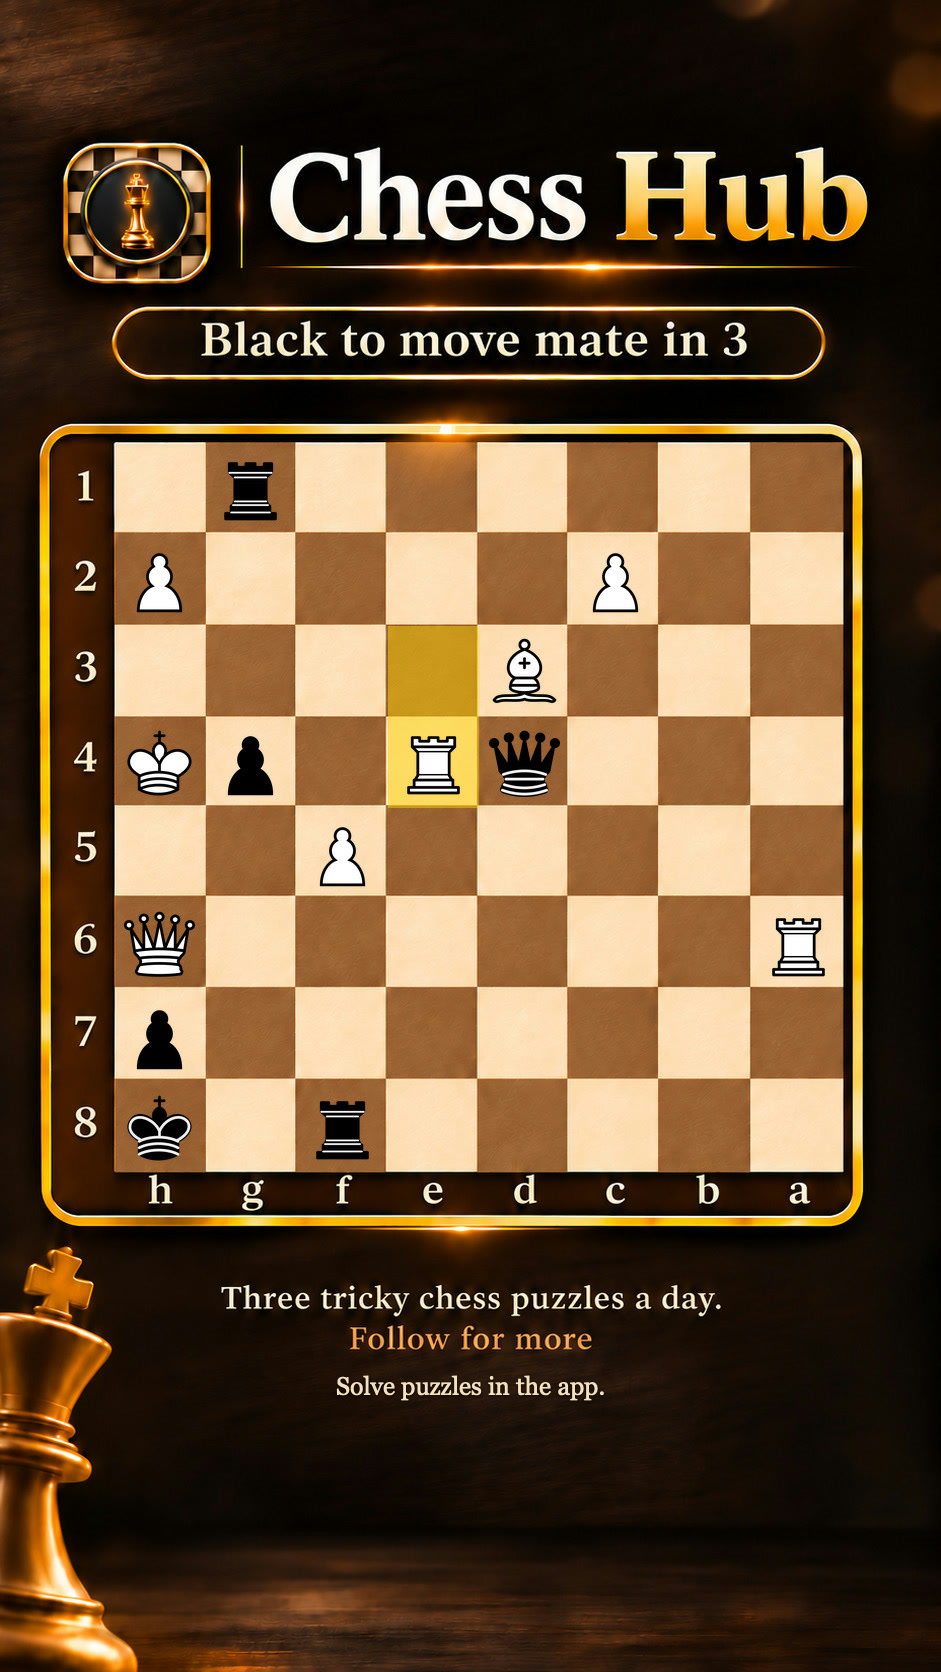 Chess Hub
Black to move mate in 3
1
2
3
4
5
6
7
8
h g f e d c b a
Three tricky chess puzzles a day.
Follow for more
Solve puzzles in the app.